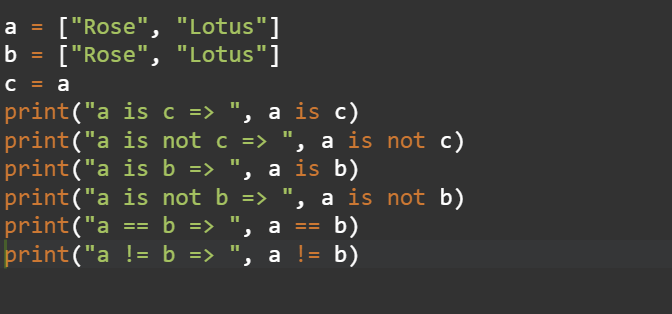 a = ["Rose", "Lotus"]
b = ["Rose", "Lotus"]
c = a
print("a is c => ", a is c)
print("a is not c => ", a is not c)
print("a is b => ", a is b)
print("a is not b => ", a is not b)
print("a == b => ", a == b)
print("a != b => ", a != b)